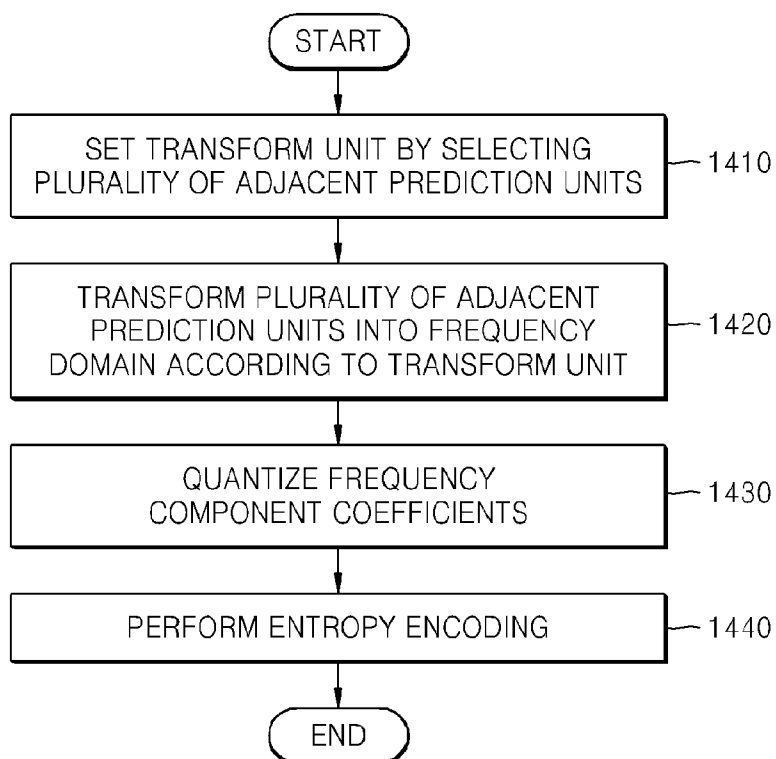 START
SET TRANSFORM UNIT BY SELECTING
PLURALITY OF ADJACENT PREDICTION UNITS
1410
TRANSFORM PLURALITY OF ADJACENT
PREDICTION UNITS INTO FREQUENCY
DOMAIN ACCORDING TO TRANSFORM UNIT
1420
QUANTIZE FREQUENCY
COMPONENT COEFFICIENTS
1430
PERFORM ENTROPY ENCODING
1440
END